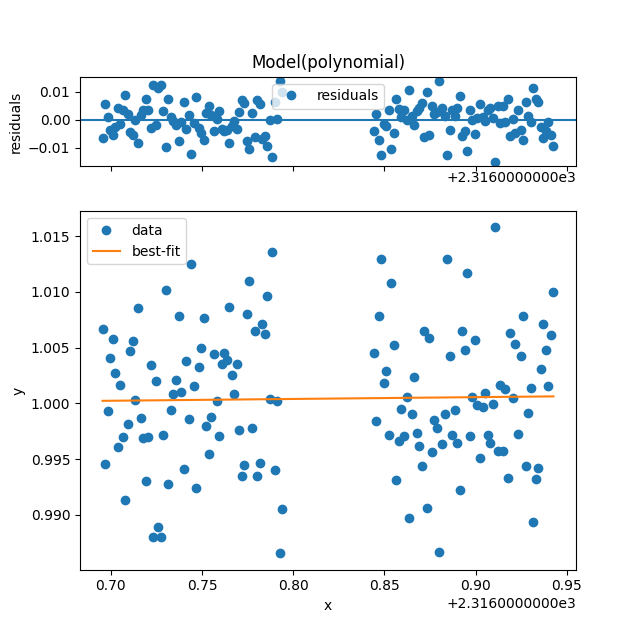 Model(polynomial)
0.01
0.00
−0.01
residuals
residuals
+2.3160000000e3
1.015
1.010
1.005
1.000
0.995
0.990
y
data
best-fit
0.70 0.75 0.80 0.85 0.90 0.95
x
+2.3160000000e3